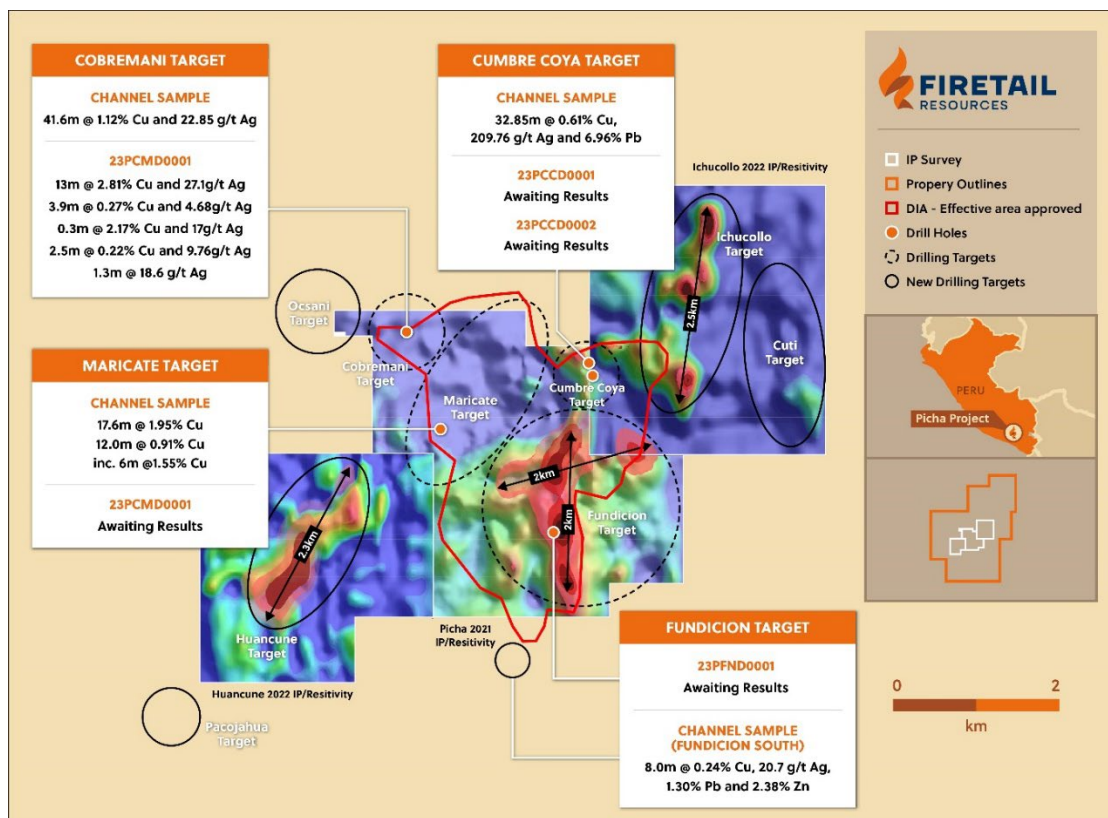 COBREMANI TARGET
CHANNEL SAMPLE
41.6m @ 1.12% Cu and 22.85 g/t Ag
23PCMD0001
13m @ 2.81% Cu and 27.1g/t Ag
3.9m @ 0.27% Cu and 4.68g/t Ag
0.3m @ 2.17% Cu and 17g/t Ag
2.5m @ 0.22% Cu and 9.76g/t Ag
1.3m @ 18.6 g/t Ag
CUMBRE COYA TARGET
CHANNEL SAMPLE
32.85m @ 0.61% Cu,
209.76 g/t Ag and 6.96% Pb
23PCCD0001
Awaiting Results
23PCCD0002
Awaiting Results
MARICATE TARGET
CHANNEL SAMPLE
17.6m @ 1.95% Cu
12.0m @ 0.91% Cu
inc. 6m @1.55% Cu
23PCMD0001
Awaiting Results
Ichucollo 2022 IP/Resitivity
Ichucollo
Target
2.5km
Cuti
Target
Ocsani
Target
Cobremani
Target
Maricate
Target
Cumbre Coya
Target
2km
2km
Fundicion
Target
2.3km
Huancune
Target
Huancune 2022 IP/Resitivity
Picha 2021
IP/Resitivity
Pacojahua
Target
FUNDICION TARGET
23PFND0001
Awaiting Results
CHANNEL SAMPLE
(FUNDICION SOUTH)
8.0m @ 0.24% Cu, 20.7 g/t Ag,
1.30% Pb and 2.38% Zn
FIRETAIL
RESOURCES
IP Survey
Propery Outlines
DIA - Effective area approved
Drill Holes
Drilling Targets
New Drilling Targets
PERU
Picha Project
0 2
km